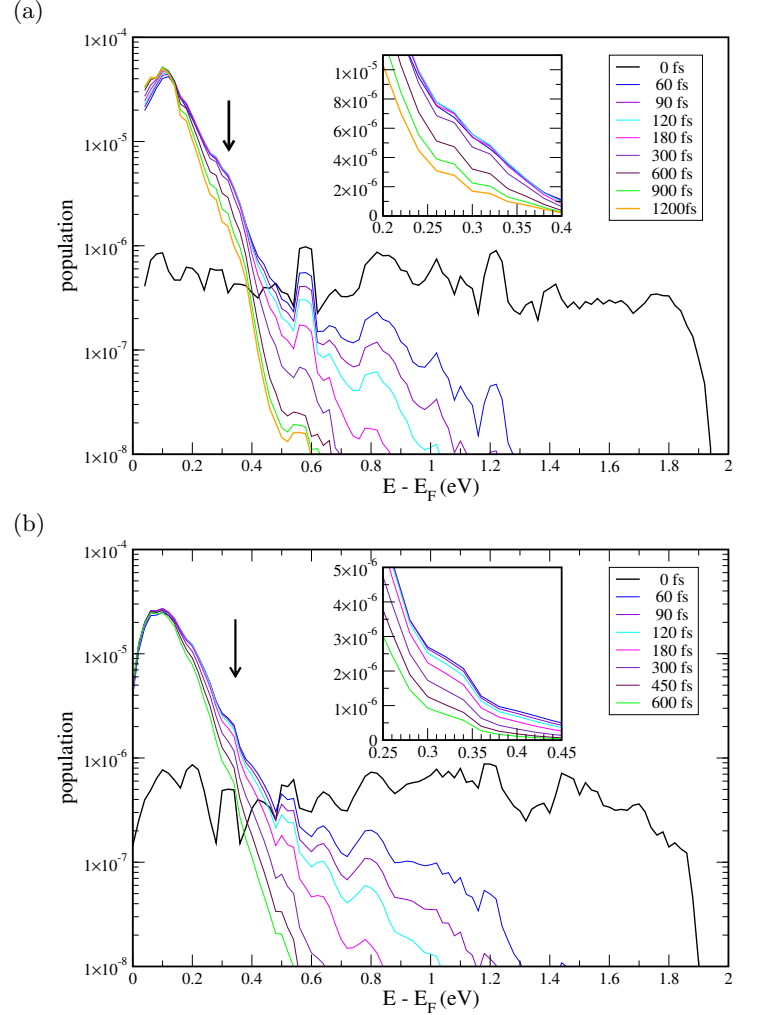 (a)
1×10⁻⁴
1×10⁻⁵
1×10⁻⁶
1×10⁻⁷
1×10⁻⁸
population
0 0.2 0.4 0.6 0.8 1 1.2 1.4 1.6 1.8 2
E - E_F (eV)
1×10⁻⁵
8×10⁻⁶
6×10⁻⁶
4×10⁻⁶
2×10⁻⁶
0
0.2 0.25 0.3 0.35 0.4
0 fs
60 fs
90 fs
120 fs
180 fs
300 fs
600 fs
900 fs
1200fs
(b)
1×10⁻⁴
1×10⁻⁵
1×10⁻⁶
1×10⁻⁷
1×10⁻⁸
population
0 0.2 0.4 0.6 0.8 1 1.2 1.4 1.6 1.8 2
E - E_F (eV)
5×10⁻⁶
4×10⁻⁶
3×10⁻⁶
2×10⁻⁶
1×10⁻⁶
0
0.25 0.3 0.35 0.4 0.45
0 fs
60 fs
90 fs
120 fs
180 fs
300 fs
450 fs
600 fs